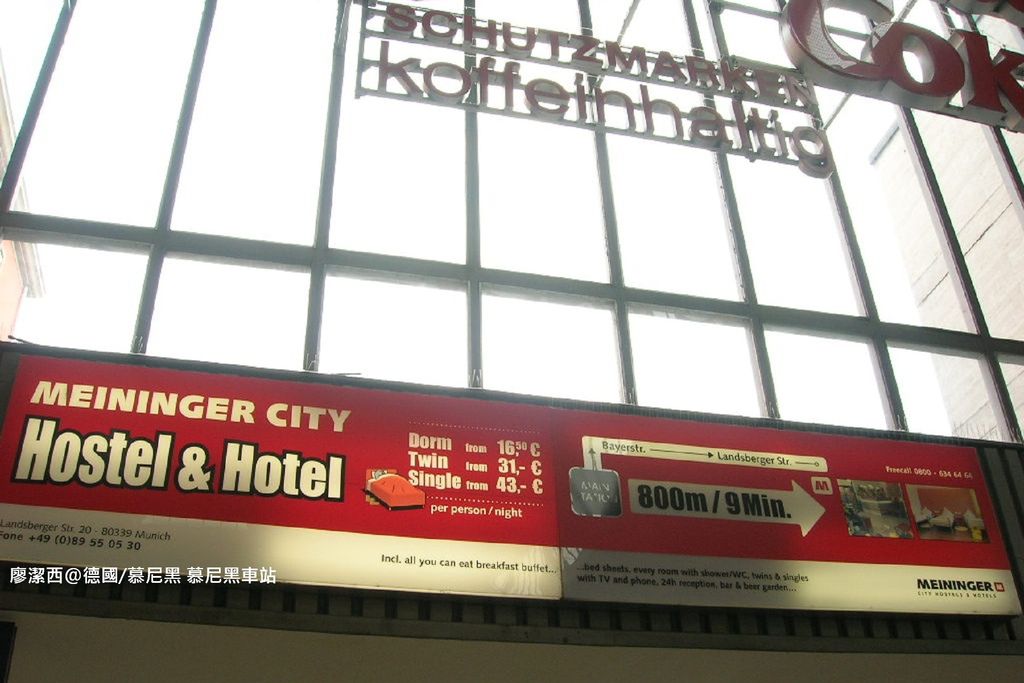 SCHUTZMARKEN
koffeinhaltig
Cok
MEININGER CITY
Hostel & Hotel
Dorm from 16,50 €
Twin from 31,- €
Single from 43,- €
per person / night
Landsberger Str. 20 - 80339 Munich
Fone +49 (0)89 55 05 30
Incl. all you can eat breakfast buffet...
Bayerstr. Landsberger Str.
MAIN
STATION
800m / 9Min.
M
Freecall 0800 - 634 64 64
...bed sheets, every room with shower/WC, twins & singles
with TV and phone, 24h reception, bar & beer garden...
MEININGER
CITY HOSTELS & HOTELS
廖潔西@德國/慕尼黑 慕尼黑車站